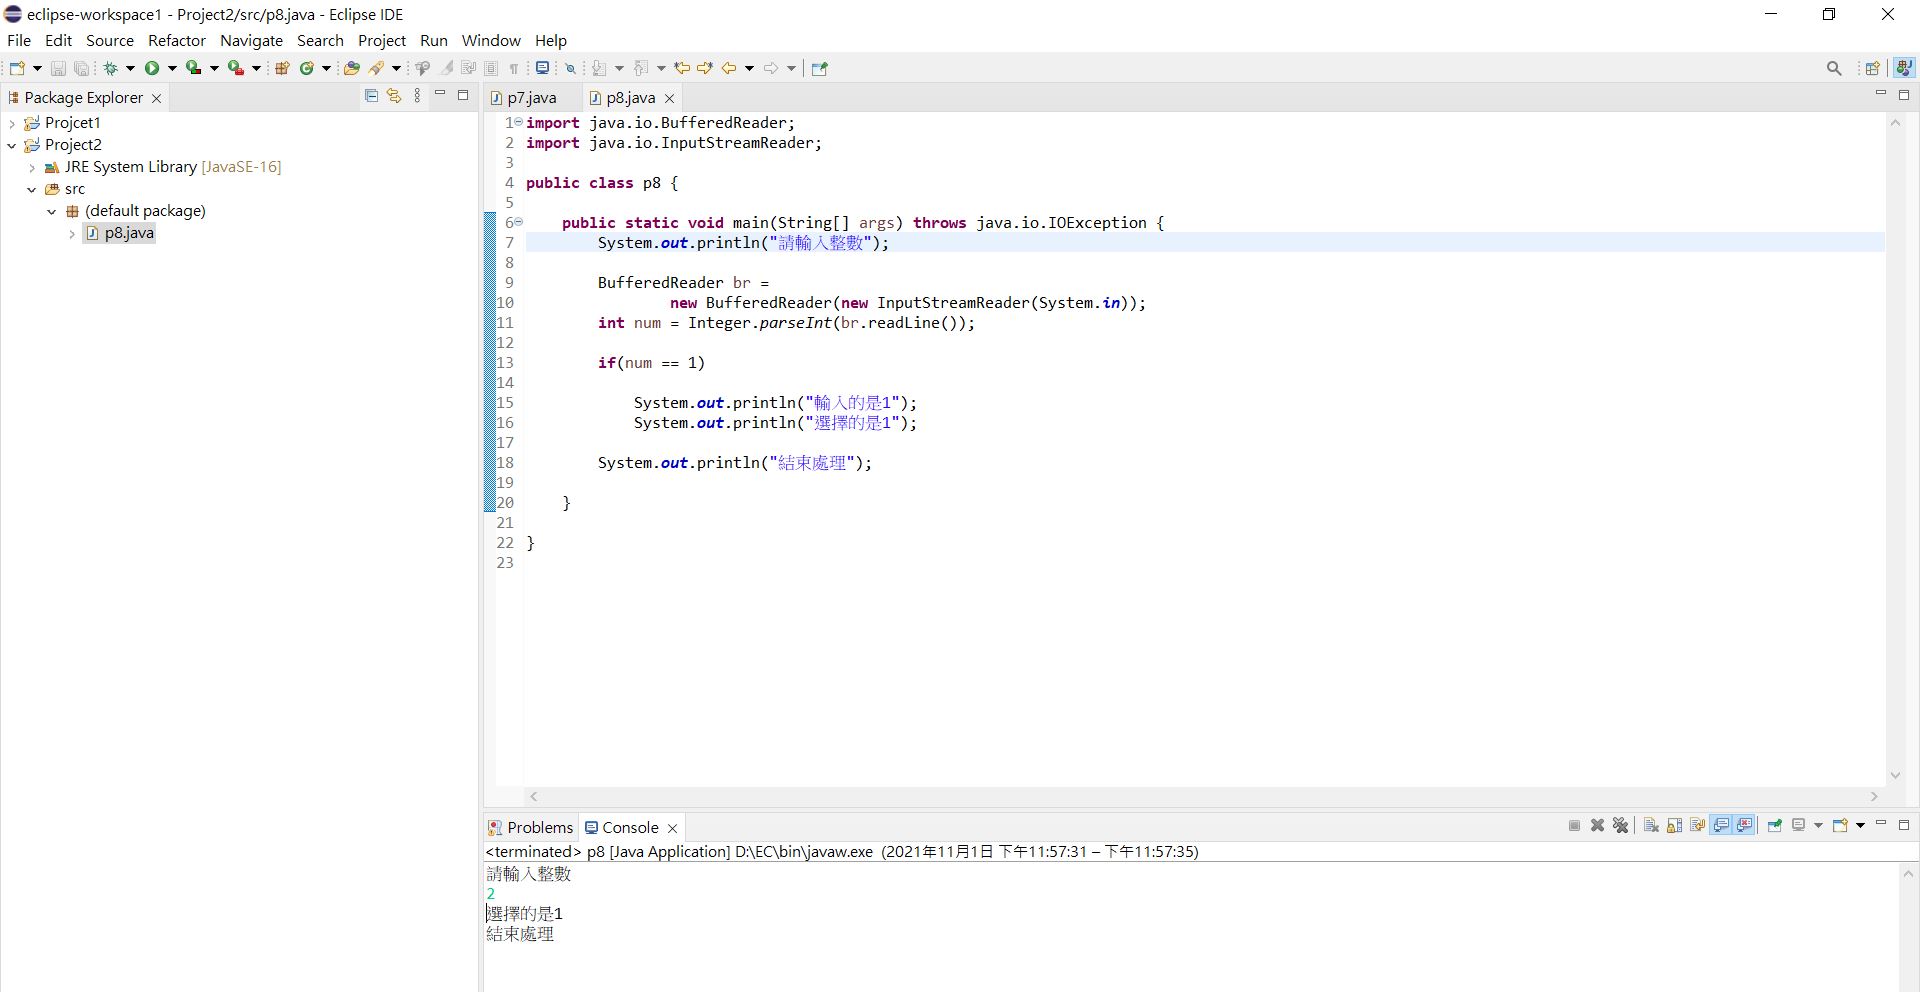 eclipse-workspace1 - Project2/src/p8.java - Eclipse IDE
File Edit Source Refactor Navigate Search Project Run Window Help
Package Explorer
Projcet1
Project2
JRE System Library [JavaSE-16]
src
(default package)
p8.java
p7.java
p8.java
1 import java.io.BufferedReader;
2 import java.io.InputStreamReader;
3
4 public class p8 {
5
6     public static void main(String[] args) throws java.io.IOException {
7         System.out.println("請輸入整數");
8
9         BufferedReader br =
10                 new BufferedReader(new InputStreamReader(System.in));
11         int num = Integer.parseInt(br.readLine());
12
13         if(num == 1)
14
15             System.out.println("輸入的是1");
16             System.out.println("選擇的是1");
17
18         System.out.println("結束處理");
19
20     }
21
22 }
23
Problems Console
<terminated> p8 [Java Application] D:\EC\bin\javaw.exe (2021年11月1日 下午11:57:31 – 下午11:57:35)
請輸入整數
2
選擇的是1
結束處理